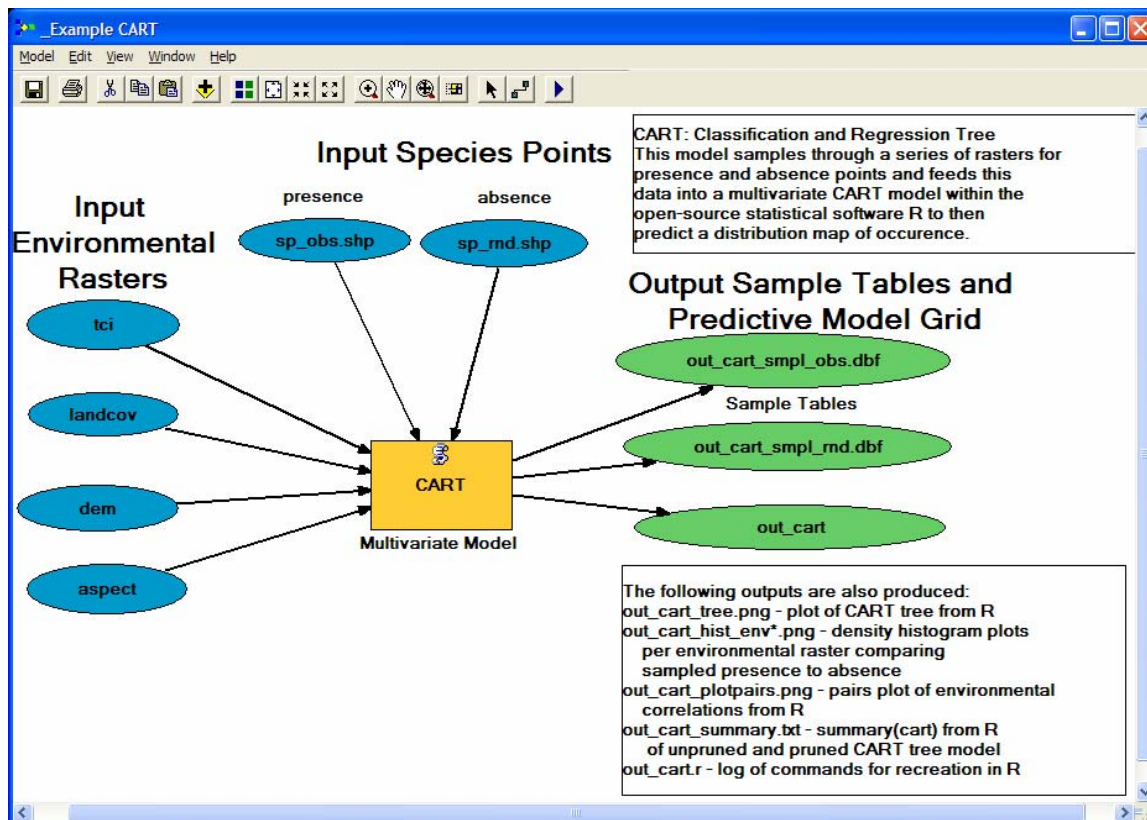 _Example CART
Model Edit View Window Help
Input Species Points
presence
absence
sp_obs.shp
sp_rnd.shp
Input
Environmental
Rasters
tci
landcov
dem
aspect
CART
Multivariate Model
CART: Classification and Regression Tree
This model samples through a series of rasters for
presence and absence points and feeds this
data into a multivariate CART model within the
open-source statistical software R to then
predict a distribution map of occurence.
Output Sample Tables and
Predictive Model Grid
out_cart_smpl_obs.dbf
Sample Tables
out_cart_smpl_rnd.dbf
out_cart
The following outputs are also produced:
out_cart_tree.png - plot of CART tree from R
out_cart_hist_env*.png - density histogram plots
per environmental raster comparing
sampled presence to absence
out_cart_plotpairs.png - pairs plot of environmental
correlations from R
out_cart_summary.txt - summary(cart) from R
of unpruned and pruned CART tree model
out_cart.r - log of commands for recreation in R